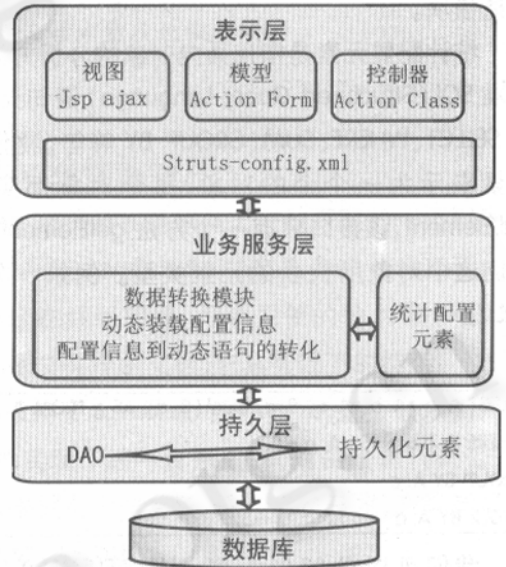 表示层
视图
Jsp ajax
模型
Action Form
控制器
Action Class
Struts-config.xml
业务服务层
数据转换模块
动态装载配置信息
配置信息到动态语句的转化
统计配置
元素
持久层
DAO
持久化元素
数据库